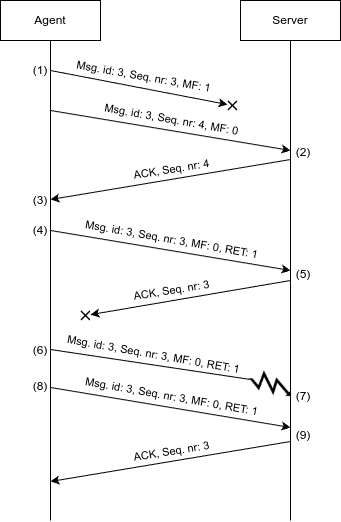 Agent
Server
(1)
Msg. id: 3, Seq. nr: 3, MF: 1
Msg. id: 3, Seq. nr: 4, MF: 0
(2)
ACK, Seq. nr: 4
(3)
(4)
Msg. id: 3, Seq. nr: 3, MF: 0, RET: 1
(5)
ACK, Seq. nr: 3
(6)
Msg. id: 3, Seq. nr: 3, MF: 0, RET: 1
(7)
(8)
Msg. id: 3, Seq. nr: 3, MF: 0, RET: 1
(9)
ACK, Seq. nr: 3